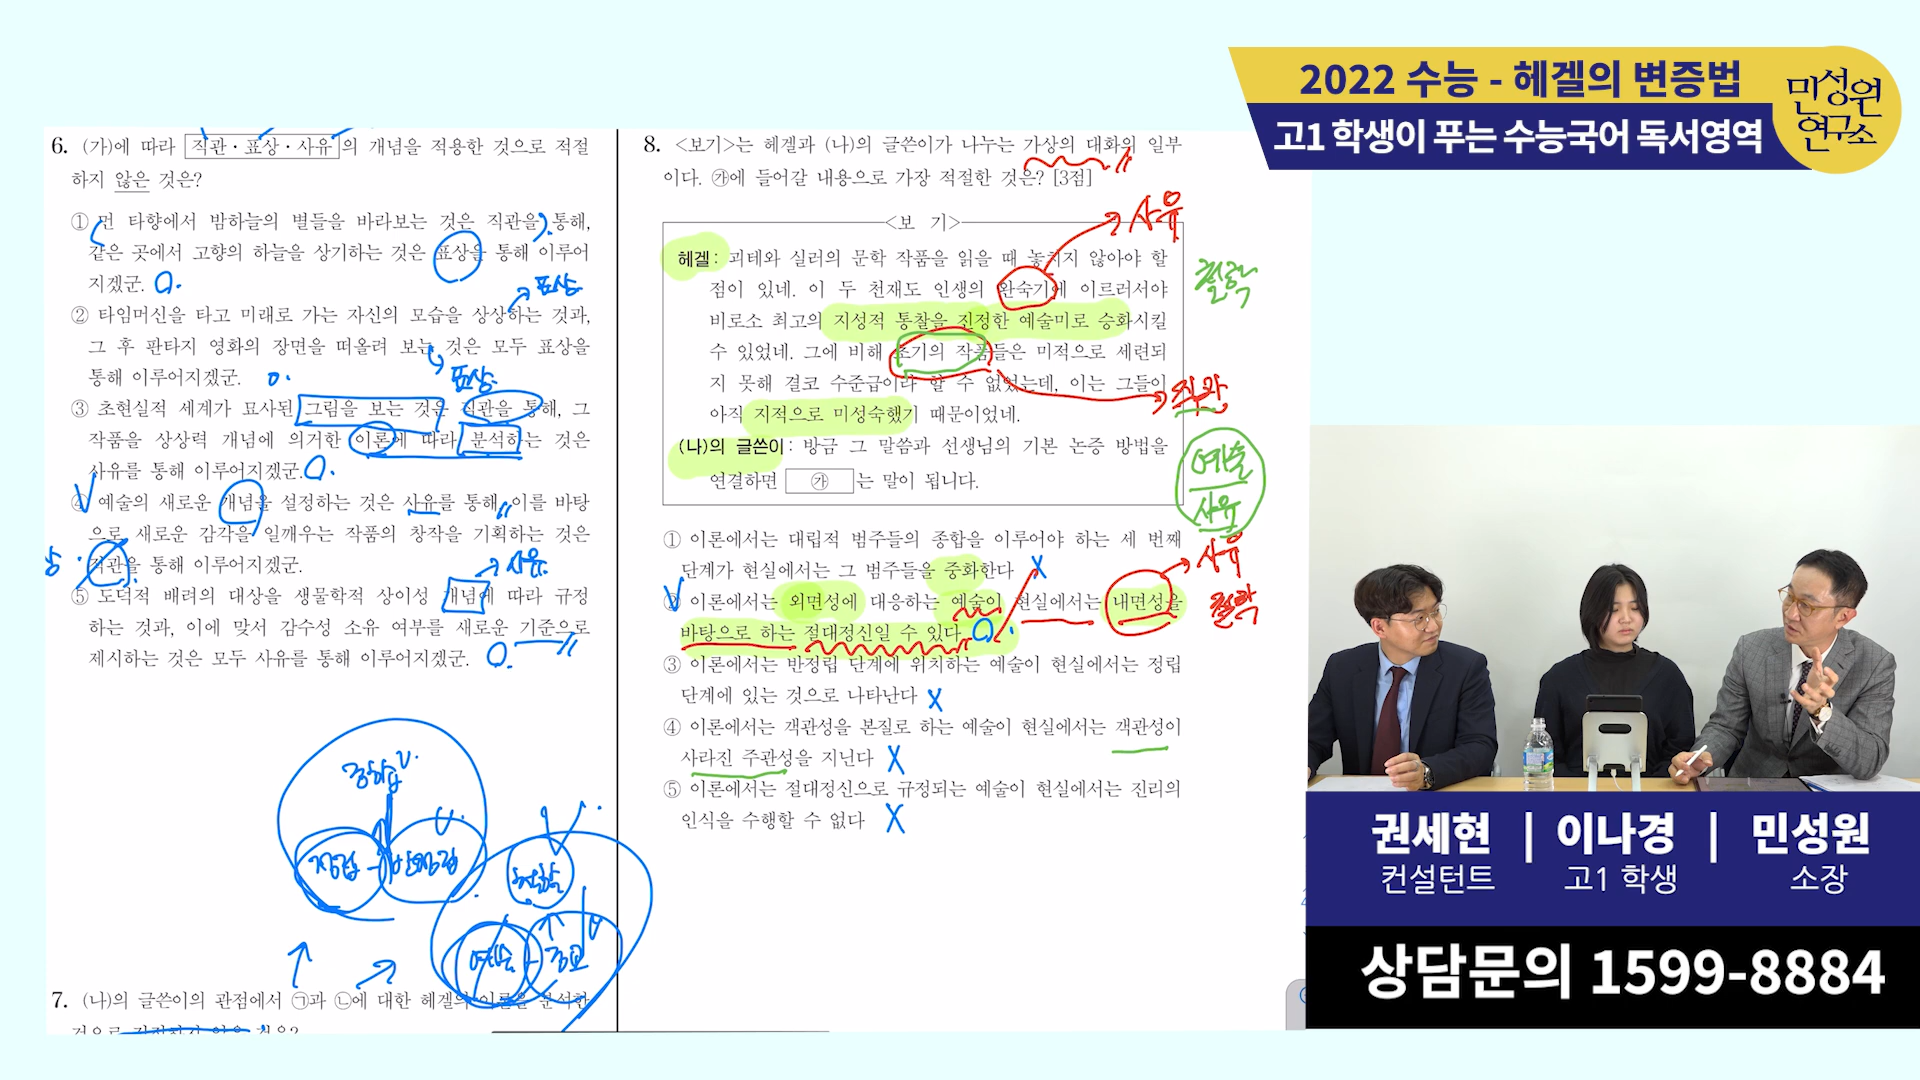 2022 수능 - 헤겔의 변증법
고1 학생이 푸는 수능국어 독서영역
민성원
연구소
6. (가)에 따라 직관·표상·사유의 개념을 적용한 것으로 적절
하지 않은 것은?
① 먼 타향에서 밤하늘의 별들을 바라보는 것은 직관을 통해,
같은 곳에서 고향의 하늘을 상기하는 것은 표상을 통해 이루어
지겠군.
표상
② 타임머신을 타고 미래로 가는 자신의 모습을 상상하는 것과,
그 후 판타지 영화의 장면을 떠올려 보는 것은 모두 표상을
통해 이루어지겠군.
표상
③ 초현실적 세계가 묘사된 그림을 보는 것은 직관을 통해, 그
작품을 상상력 개념에 의거한 이론에 따라 분석하는 것은
사유를 통해 이루어지겠군.
④ 예술의 새로운 개념을 설정하는 것은 사유를 통해, 이를 바탕
으로 새로운 감각을 일깨우는 작품의 창작을 기획하는 것은
직관을 통해 이루어지겠군.
사유
⑤ 도덕적 배려의 대상을 생물학적 상이성 개념에 따라 규정
하는 것과, 이에 맞서 감수성 소유 여부를 새로운 기준으로
제시하는 것은 모두 사유를 통해 이루어지겠군.
종합
정립 - 반정립
철학
예술 - 종교
7. (나)의 글쓴이의 관점에서 ㉠과 ㉡에 대한 헤겔의 이론을 분석한
8. <보기>는 헤겔과 (나)의 글쓴이가 나누는 가상의 대화의 일부
이다. ㉮에 들어갈 내용으로 가장 적절한 것은? [3점]
사유
<보 기>
헤겔: 괴테와 실러의 문학 작품을 읽을 때 놓치지 않아야 할
점이 있네. 이 두 천재도 인생의 완숙기에 이르러서야
비로소 최고의 지성적 통찰을 진정한 예술미로 승화시킬
수 있었네. 그에 비해 초기의 작품들은 미적으로 세련되
지 못해 결코 수준급이라 할 수 없었는데, 이는 그들이
아직 지적으로 미성숙했기 때문이었네.
(나)의 글쓴이: 방금 그 말씀과 선생님의 기본 논증 방법을
연결하면 ㉮는 말이 됩니다.
철학
직관
예술
사유
① 이론에서는 대립적 범주들의 종합을 이루어야 하는 세 번째
단계가 현실에서는 그 범주들을 중화한다
② 이론에서는 외면성에 대응하는 예술이 현실에서는 내면성을
바탕으로 하는 절대정신일 수 있다
사유
철학
③ 이론에서는 반정립 단계에 위치하는 예술이 현실에서는 정립
단계에 있는 것으로 나타난다
④ 이론에서는 객관성을 본질로 하는 예술이 현실에서는 객관성이
사라진 주관성을 지닌다
⑤ 이론에서는 절대정신으로 규정되는 예술이 현실에서는 진리의
인식을 수행할 수 없다
권세현 | 이나경 | 민성원
컨설턴트 고1 학생 소장
상담문의 1599-8884